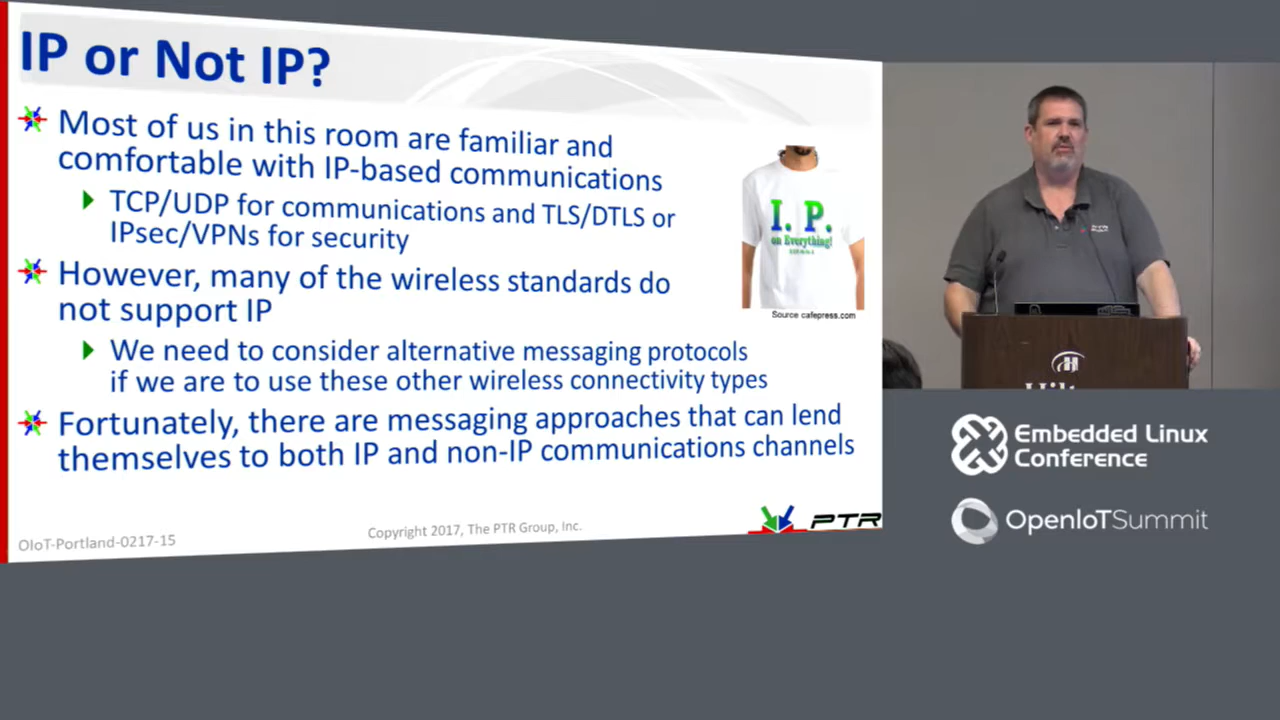 IP or Not IP?
Most of us in this room are familiar and
comfortable with IP-based communications
TCP/UDP for communications and TLS/DTLS or
IPsec/VPNs for security
However, many of the wireless standards do
not support IP
We need to consider alternative messaging protocols
if we are to use these other wireless connectivity types
Fortunately, there are messaging approaches that can lend
themselves to both IP and non-IP communications channels
I. P.
on Everything!
Source cafepress.com
OIoT-Portland-0217-15
Copyright 2017, The PTR Group, Inc.
PTR
Embedded Linux
Conference
OpenIoTSummit